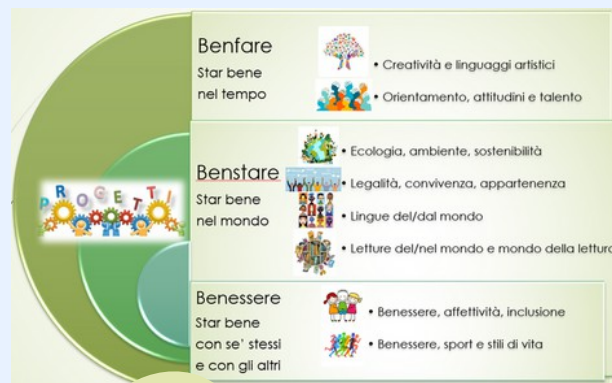 PROGETTI
Benfare
Star bene
nel tempo
• Creatività e linguaggi artistici
• Orientamento, attitudini e talento
Benstare
Star bene
nel mondo
• Ecologia, ambiente, sostenibilità
• Legalità, convivenza, appartenenza
• Lingue del/dal mondo
• Letture del/nel mondo e mondo della lettura
Benessere
Star bene
con se' stessi
e con gli altri
• Benessere, affettività, inclusione
• Benessere, sport e stili di vita